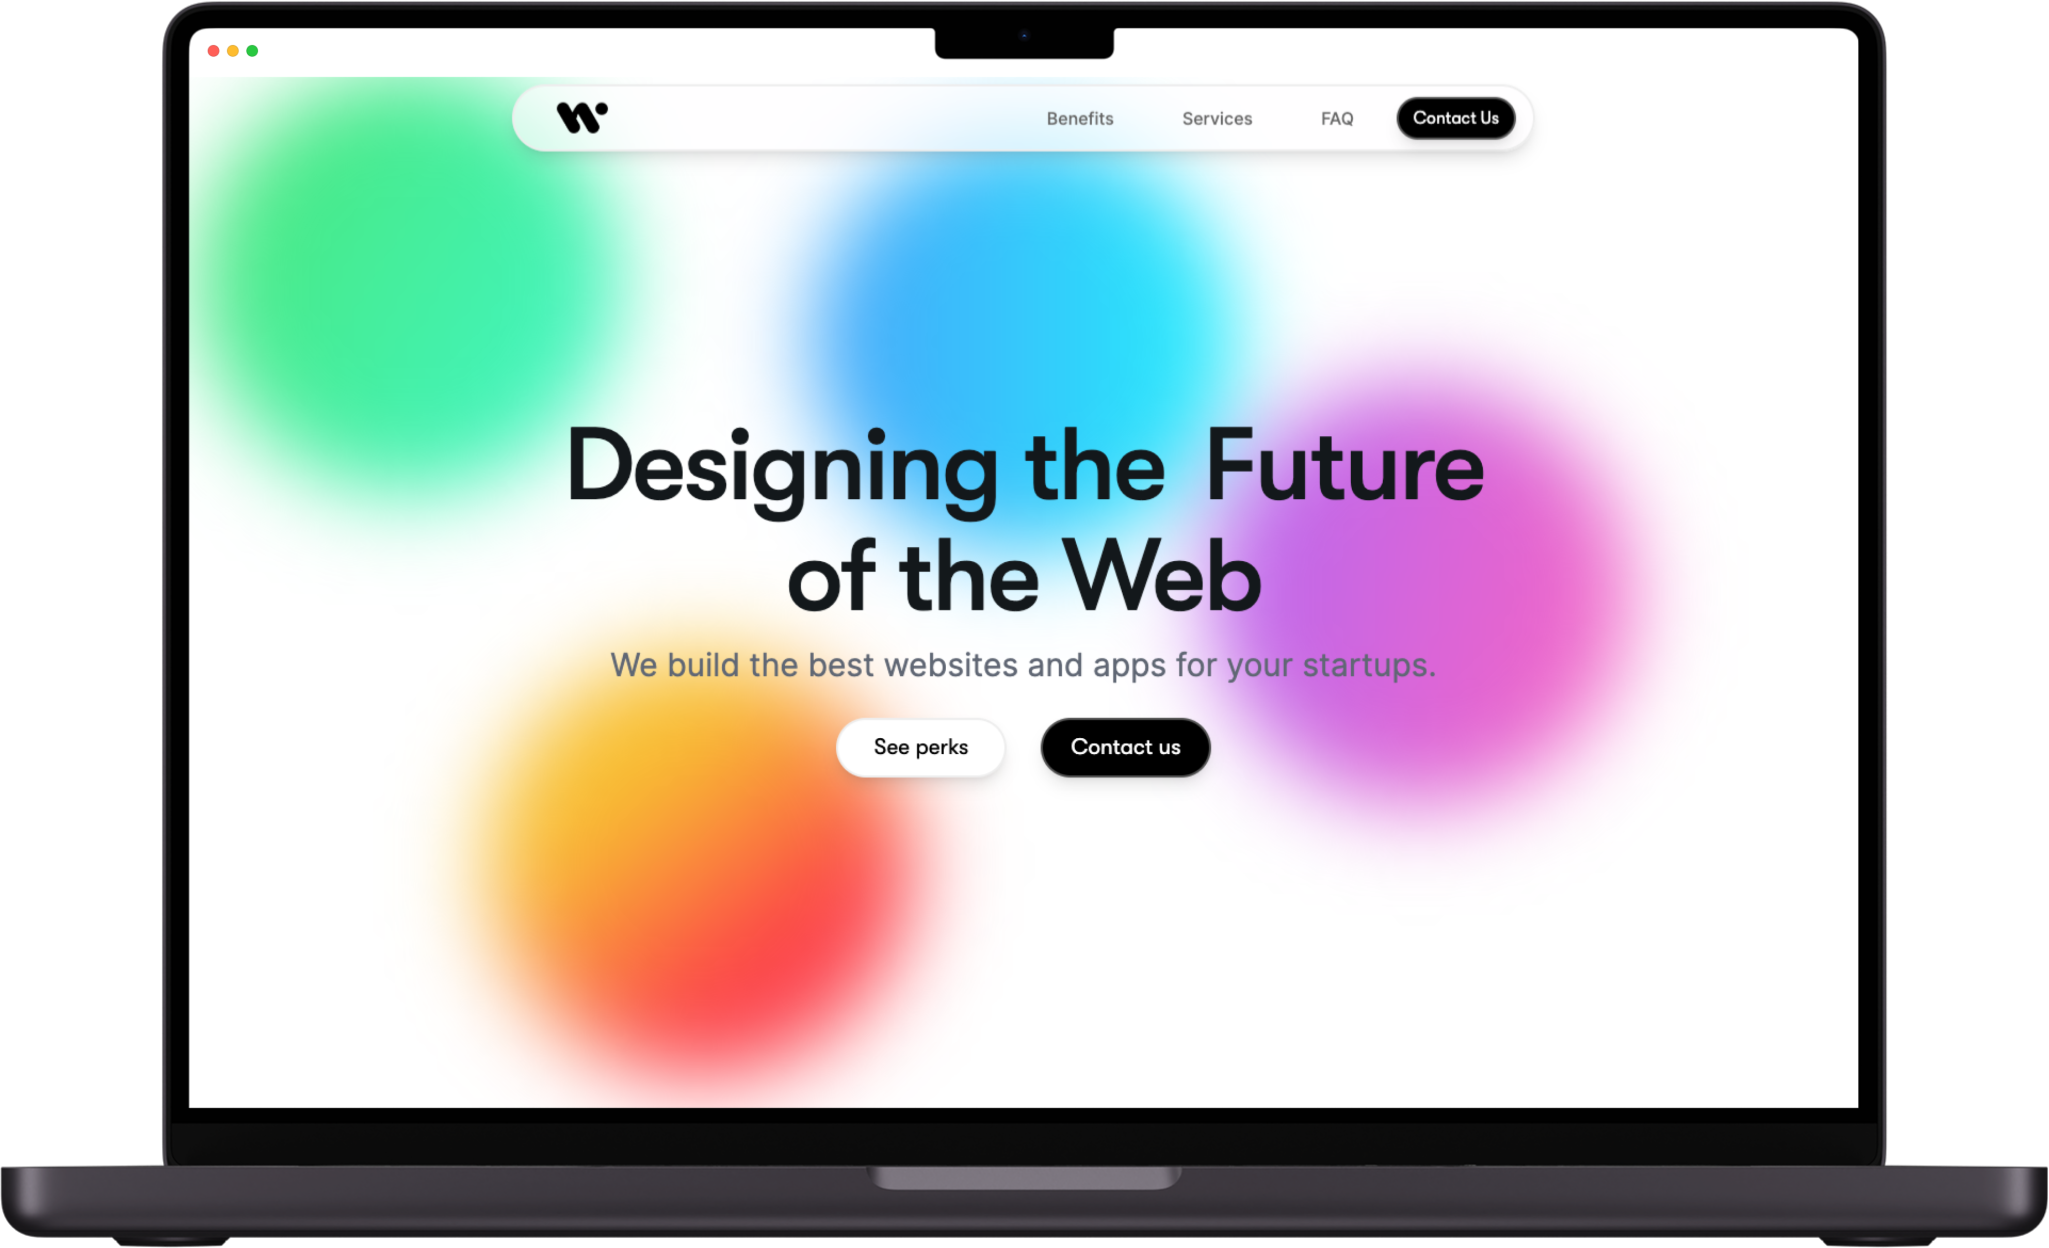 Benefits Services FAQ Contact Us
Designing the Future
of the Web
We build the best websites and apps for your startups.
See perks Contact us